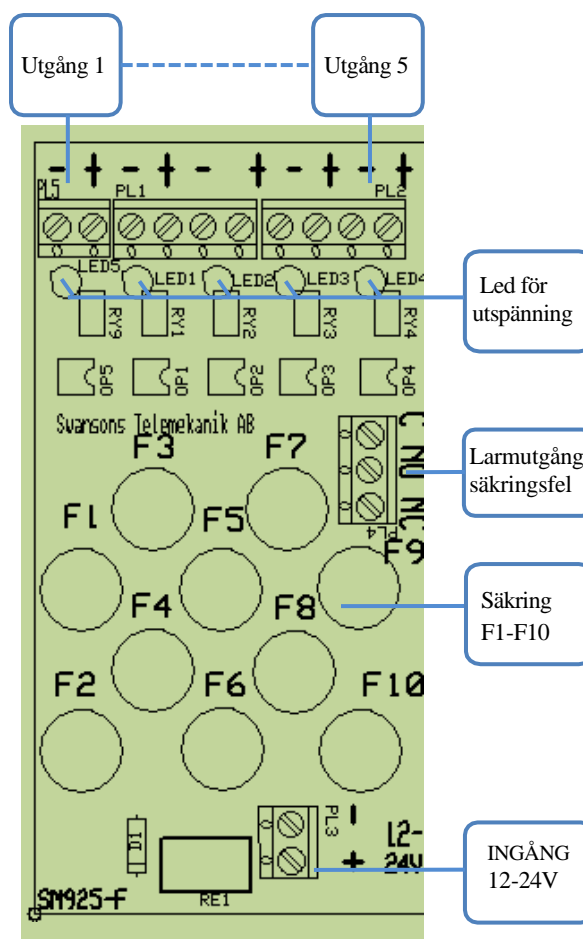 Utgång 1
Utgång 5
- + - + - + - + - +
PL5
PL1
PL2
LED5
LED1
LED2
LED3
LED4
RY9
RY1
RY2
RY3
RY4
Led för
utspänning
OP5
OP1
OP2
OP3
OP4
Swansons Telemekanik AB
C NO NC
PL4
Larmutgång
säkringsfel
F3
F7
F1
F5
F9
F4
F8
Säkring
F1-F10
F2
F6
F10
D1
RE1
PL3
-
+
12-
24V
INGÅNG
12-24V
SM925-F